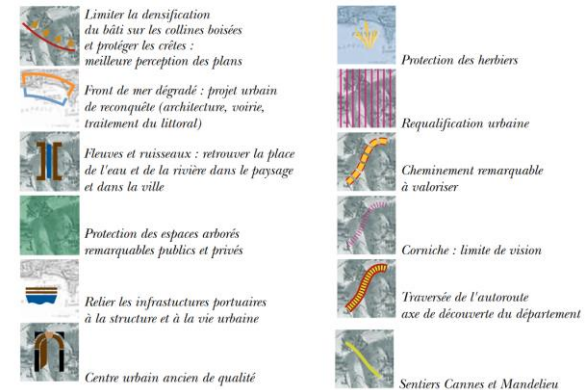 Limiter la densification
du bâti sur les collines boisées
et protéger les crêtes :
meilleure perception des plans
Front de mer dégradé : projet urbain
de reconquête (architecture, voirie,
traitement du littoral)
Fleuves et ruisseaux : retrouver la place
de l'eau et de la rivière dans le paysage
et dans la ville
Protection des espaces arborés
remarquables publics et privés
Relier les infrastuctures portuaires
à la structure et à la vie urbaine
Centre urbain ancien de qualité
Protection des herbiers
Requalification urbaine
Cheminement remarquable
à valoriser
Corniche : limite de vision
Traversée de l'autoroute
axe de découverte du département
Sentiers Cannes et Mandelieu